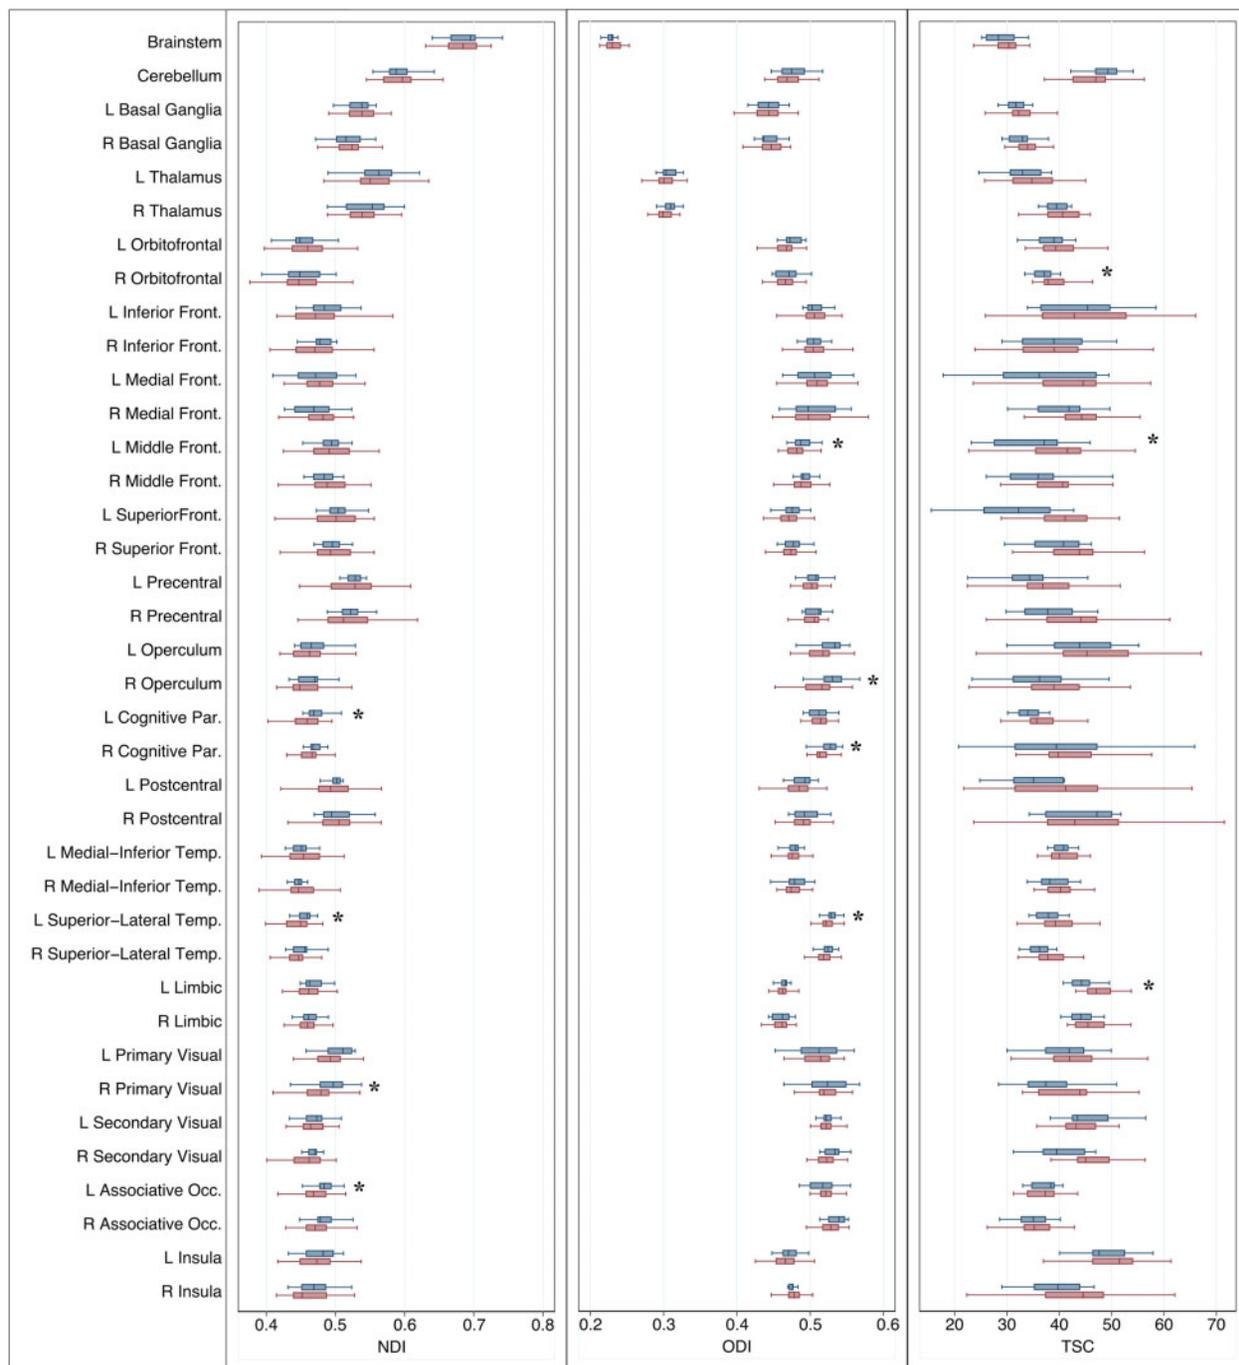 Brainstem
Cerebellum
L Basal Ganglia
R Basal Ganglia
L Thalamus
R Thalamus
L Orbitofrontal
R Orbitofrontal *
L Inferior Front.
R Inferior Front.
L Medial Front.
R Medial Front.
L Middle Front. * *
R Middle Front.
L SuperiorFront.
R Superior Front.
L Precentral
R Precentral
L Operculum
R Operculum *
L Cognitive Par. *
R Cognitive Par. *
L Postcentral
R Postcentral
L Medial–Inferior Temp.
R Medial–Inferior Temp.
L Superior–Lateral Temp. * *
R Superior–Lateral Temp.
L Limbic *
R Limbic
L Primary Visual
R Primary Visual *
L Secondary Visual
R Secondary Visual
L Associative Occ. *
R Associative Occ.
L Insula
R Insula
0.4 0.5 0.6 0.7 0.8 0.2 0.3 0.4 0.5 0.6 20 30 40 50 60 70
NDI ODI TSC